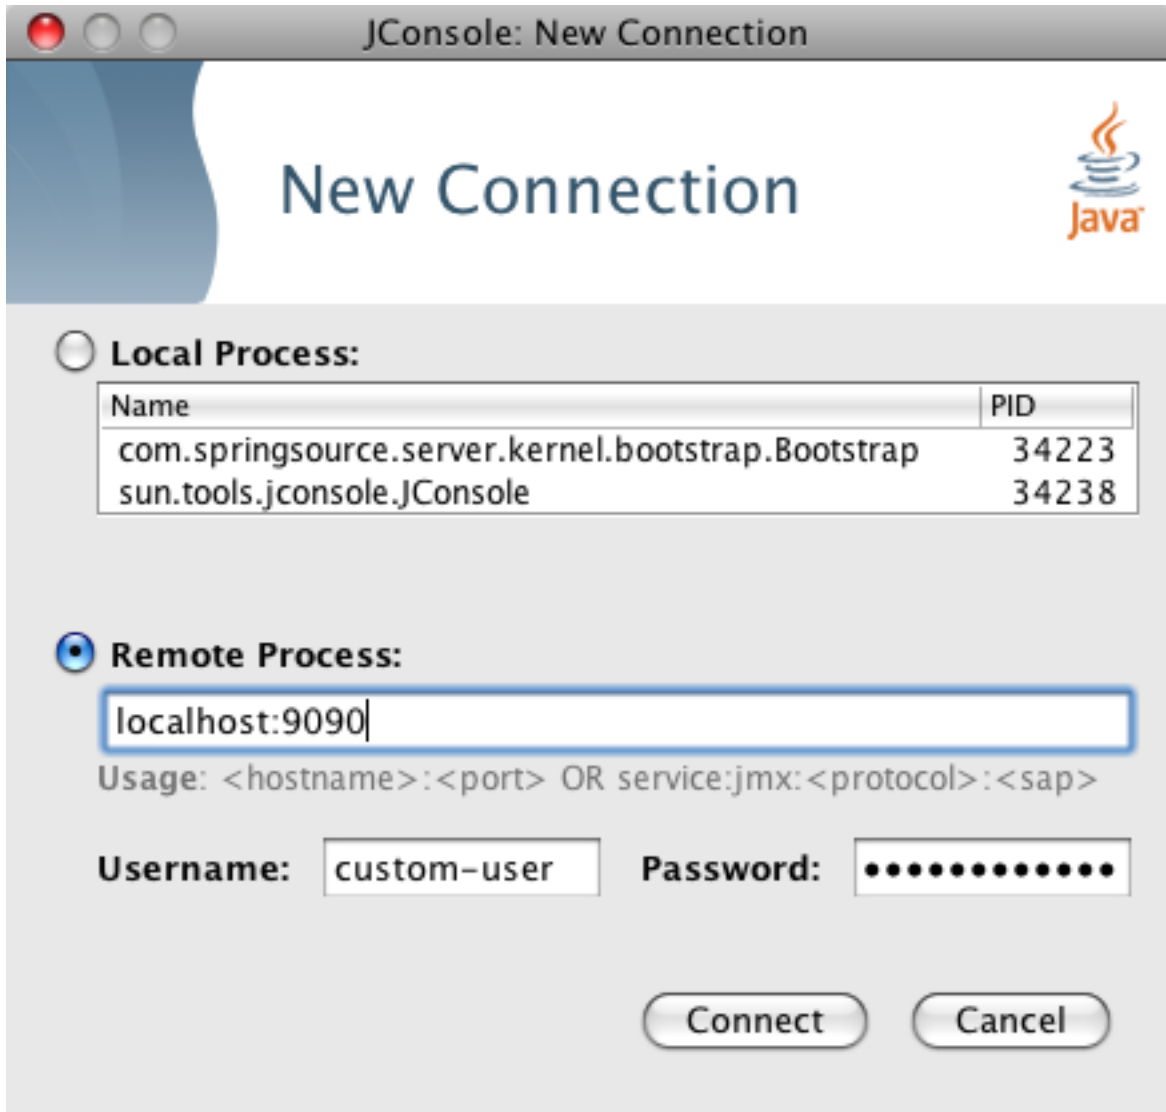 JConsole: New Connection
New Connection
Java
Local Process:
Name PID
com.springsource.server.kernel.bootstrap.Bootstrap 34223
sun.tools.jconsole.JConsole 34238
Remote Process:
localhost:9090
Usage: <hostname>:<port> OR service:jmx:<protocol>:<sap>
Username: custom-user Password: ••••••••••••
Connect Cancel